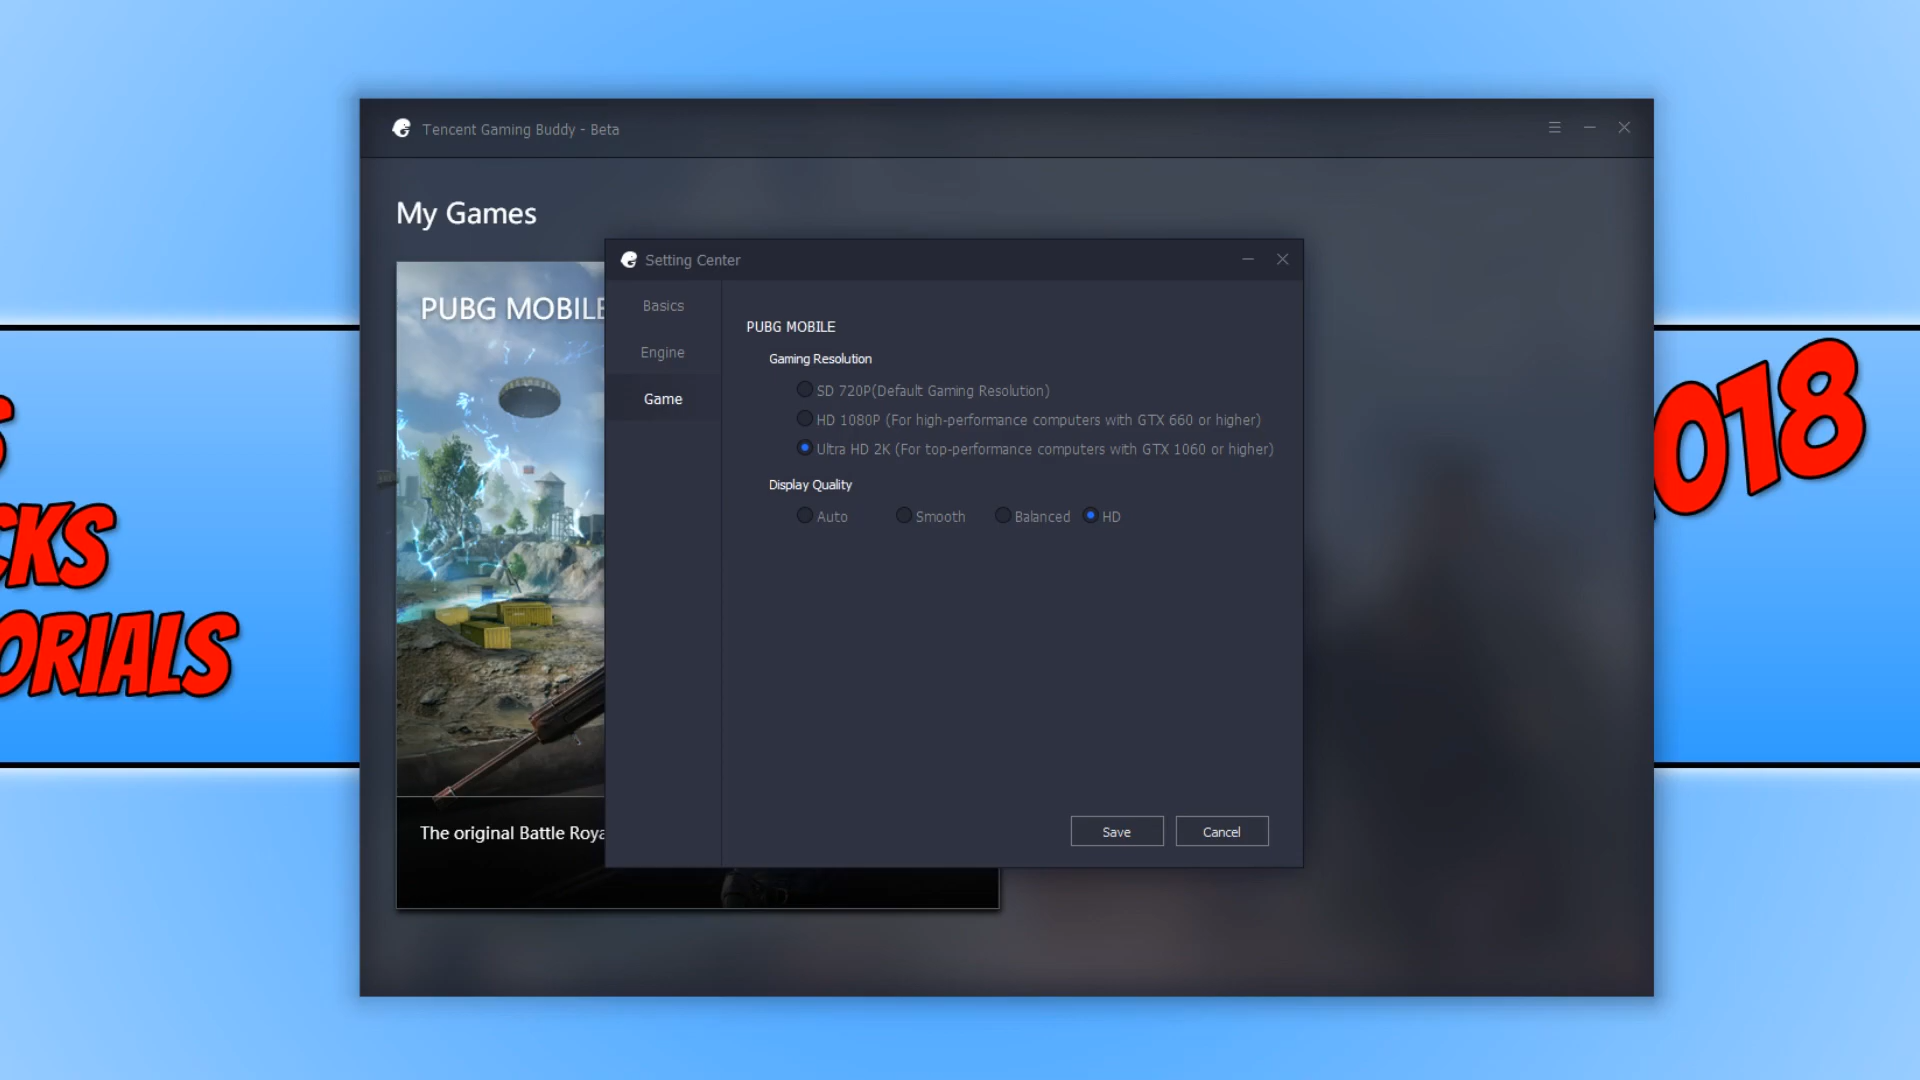 Tencent Gaming Buddy - Beta
My Games
PUBG MOBILE
The original Battle Roya
Setting Center
Basics
Engine
Game
PUBG MOBILE
Gaming Resolution
SD 720P(Default Gaming Resolution)
HD 1080P (For high-performance computers with GTX 660 or higher)
Ultra HD 2K (For top-performance computers with GTX 1060 or higher)
Display Quality
Auto Smooth Balanced HD
Save Cancel
S
CKS
ORIALS
018